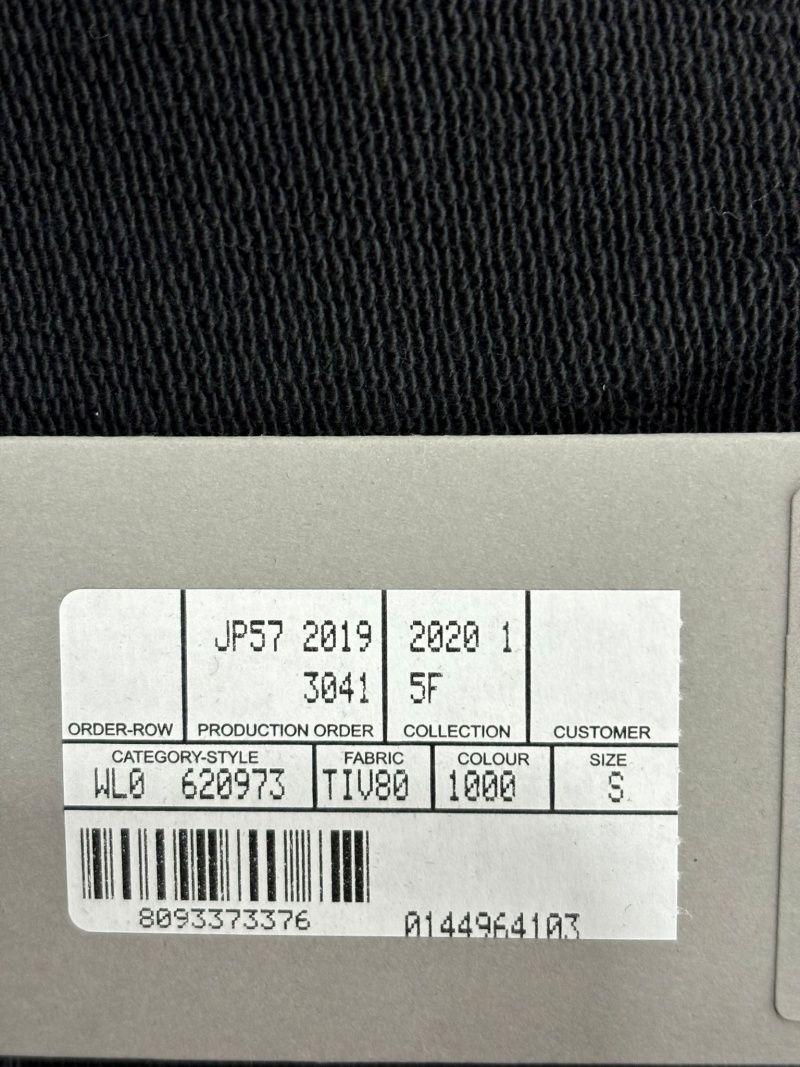 JP57 2019
3041
2020 1
5F
ORDER-ROW
PRODUCTION ORDER
COLLECTION
CUSTOMER
CATEGORY-STYLE
FABRIC
COLOUR
SIZE
WL0 620973
TIV80
1000
S
8093373376
0144964103